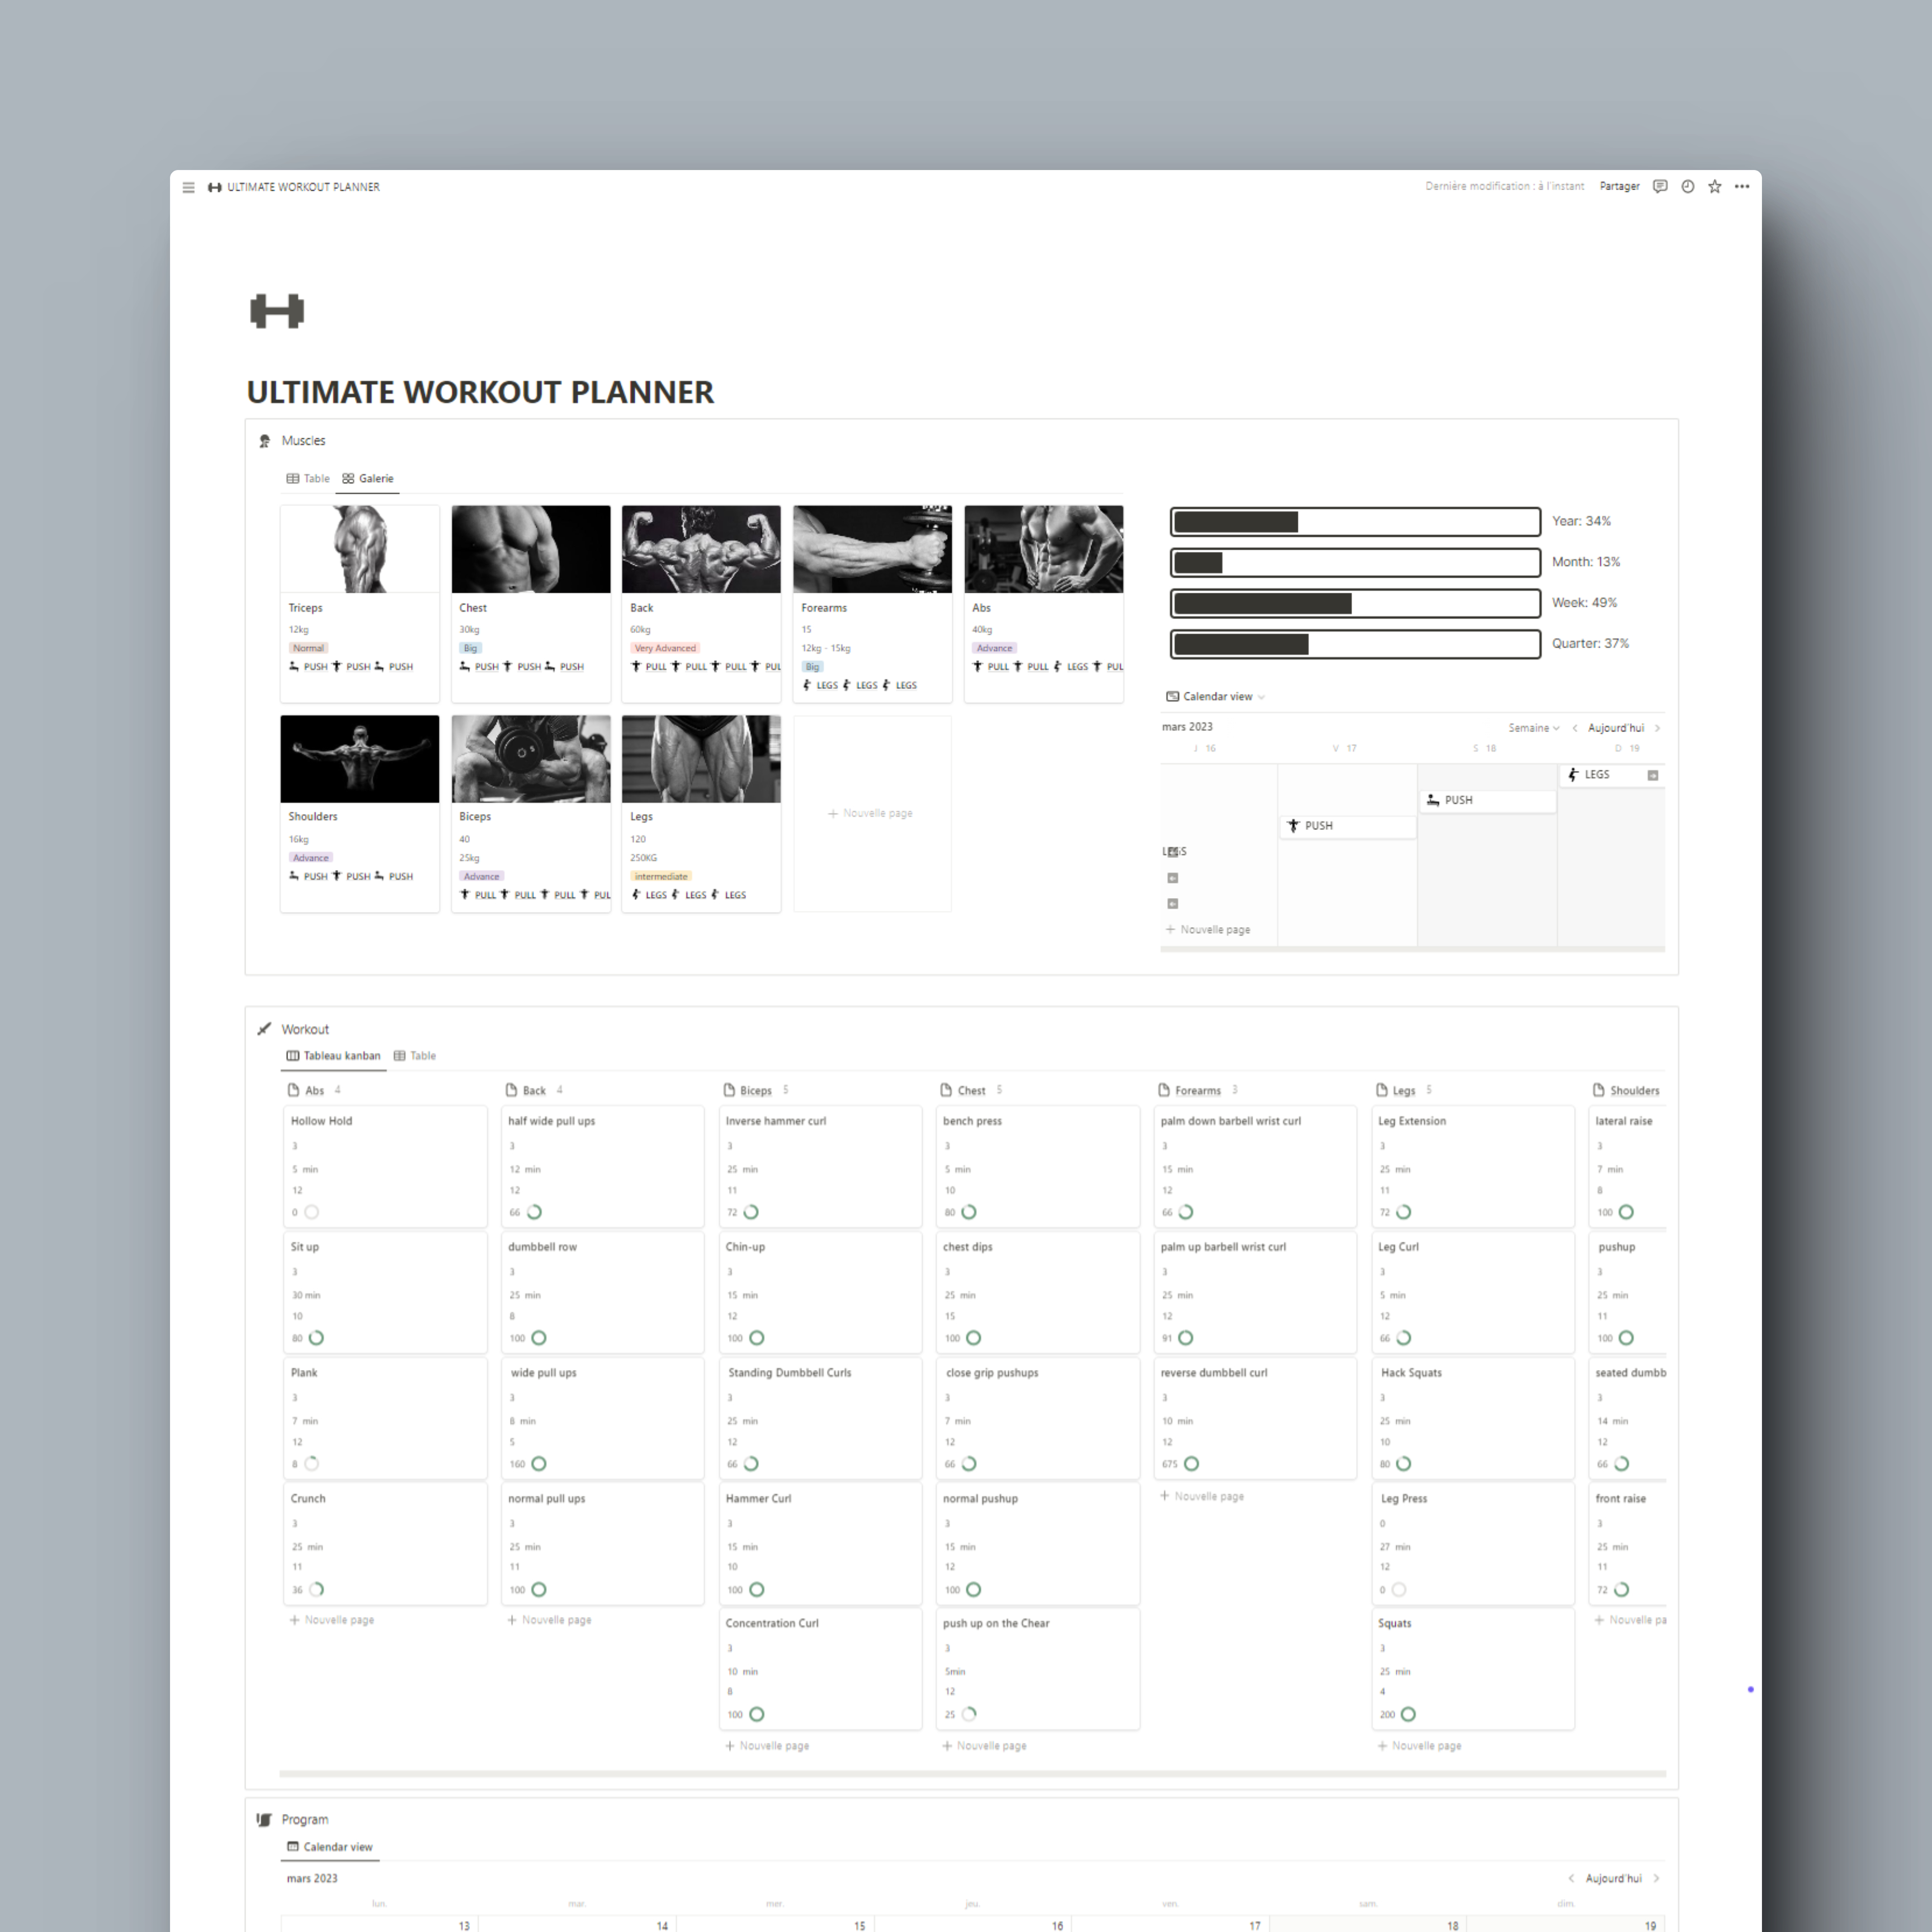 ULTIMATE WORKOUT PLANNER
Dernière modification : à l'instant Partager
ULTIMATE WORKOUT PLANNER
Muscles
Table Galerie
Triceps
12kg
Normal
PUSH PUSH PUSH
Chest
30kg
Big
PUSH PUSH PUSH
Back
60kg
Very Advanced
PULL PULL PULL PUL
Forearms
15
12kg - 15kg
Big
LEGS LEGS LEGS
Abs
40kg
Advance
PULL PULL LEGS PUL
Shoulders
16kg
Advance
PUSH PUSH PUSH
Biceps
40
25kg
Advance
PULL PULL PULL PUL
Legs
120
250KG
intermediate
LEGS LEGS LEGS
+ Nouvelle page
Year: 34%
Month: 13%
Week: 49%
Quarter: 37%
Calendar view
mars 2023 Semaine Aujourd'hui
J 16 V 17 S 18 D 19
LEGS
PUSH
PUSH
+ Nouvelle page
Workout
Tableau kanban Table
Abs 4
Hollow Hold
3
5 min
12
0
Sit up
3
30 min
10
80
Plank
3
7 min
12
8
Crunch
3
25 min
11
36
+ Nouvelle page
Back 4
half wide pull ups
3
12 min
12
66
dumbbell row
3
25 min
8
100
wide pull ups
3
8 min
5
160
normal pull ups
3
25 min
11
100
+ Nouvelle page
Biceps 5
Inverse hammer curl
3
25 min
11
72
Chin-up
3
15 min
12
100
Standing Dumbbell Curls
3
25 min
12
66
Hammer Curl
3
15 min
10
100
Concentration Curl
3
10 min
8
100
+ Nouvelle page
Chest 5
bench press
3
5 min
10
80
chest dips
3
25 min
15
100
close grip pushups
3
7 min
12
66
normal pushup
3
15 min
12
100
push up on the Chear
3
5min
12
25
+ Nouvelle page
Forearms 3
palm down barbell wrist curl
3
15 min
12
66
palm up barbell wrist curl
3
25 min
12
91
reverse dumbbell curl
3
10 min
12
675
+ Nouvelle page
Legs 5
Leg Extension
3
25 min
11
72
Leg Curl
3
5 min
12
66
Hack Squats
3
25 min
10
80
Leg Press
0
27 min
12
0
Squats
3
25 min
4
200
+ Nouvelle page
Shoulders
lateral raise
3
7 min
8
100
pushup
3
25 min
11
100
seated dumbb
3
14 min
12
66
front raise
3
25 min
11
72
+ Nouvelle pa
Program
Calendar view
mars 2023 Aujourd'hui
lun. mar. mer. jeu. ven. sam. dim.
13 14 15 16 17 18 19